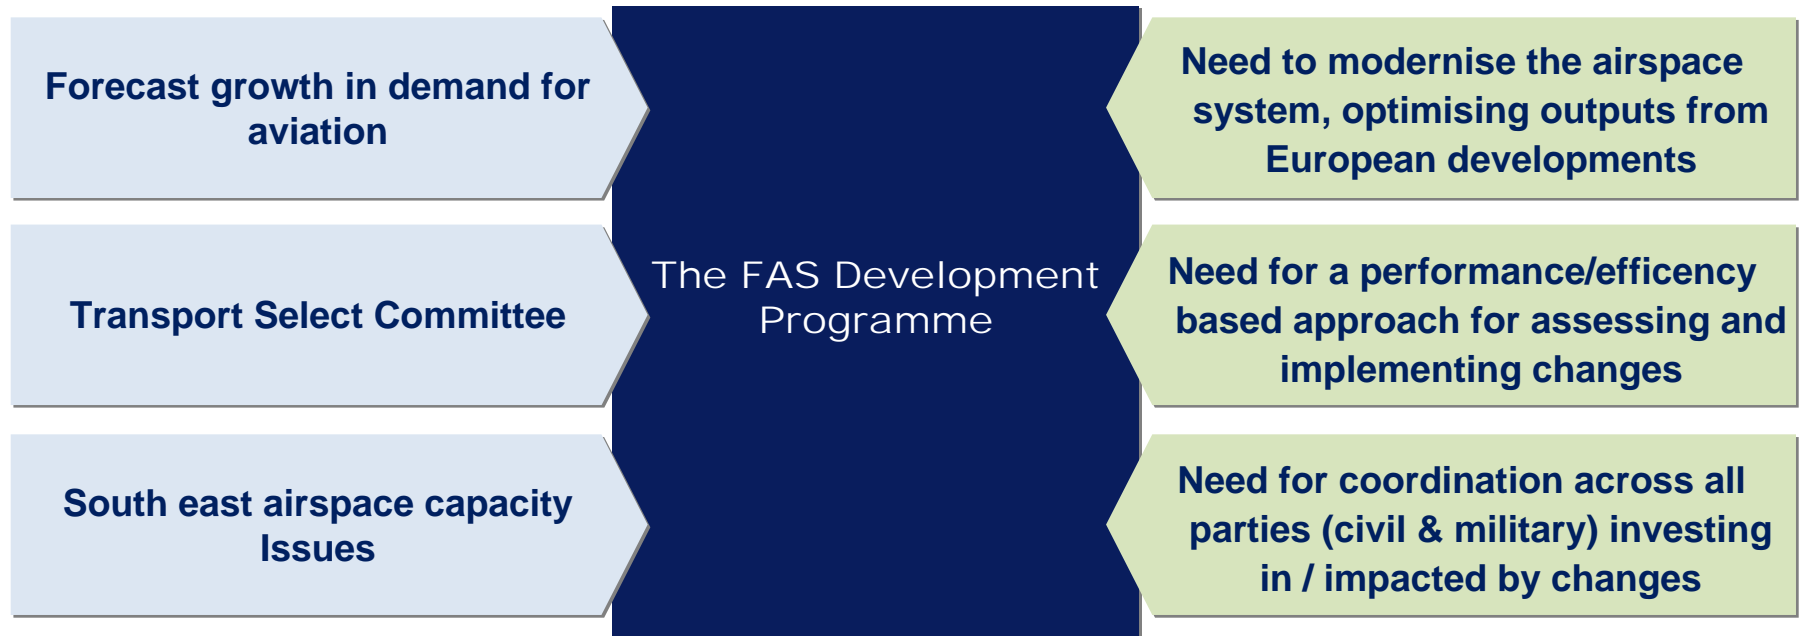 Forecast growth in demand for
aviation
Transport Select Committee
South east airspace capacity
Issues
The FAS Development
Programme
Need to modernise the airspace
system, optimising outputs from
European developments
Need for a performance/efficency
based approach for assessing and
implementing changes
Need for coordination across all
parties (civil & military) investing
in / impacted by changes